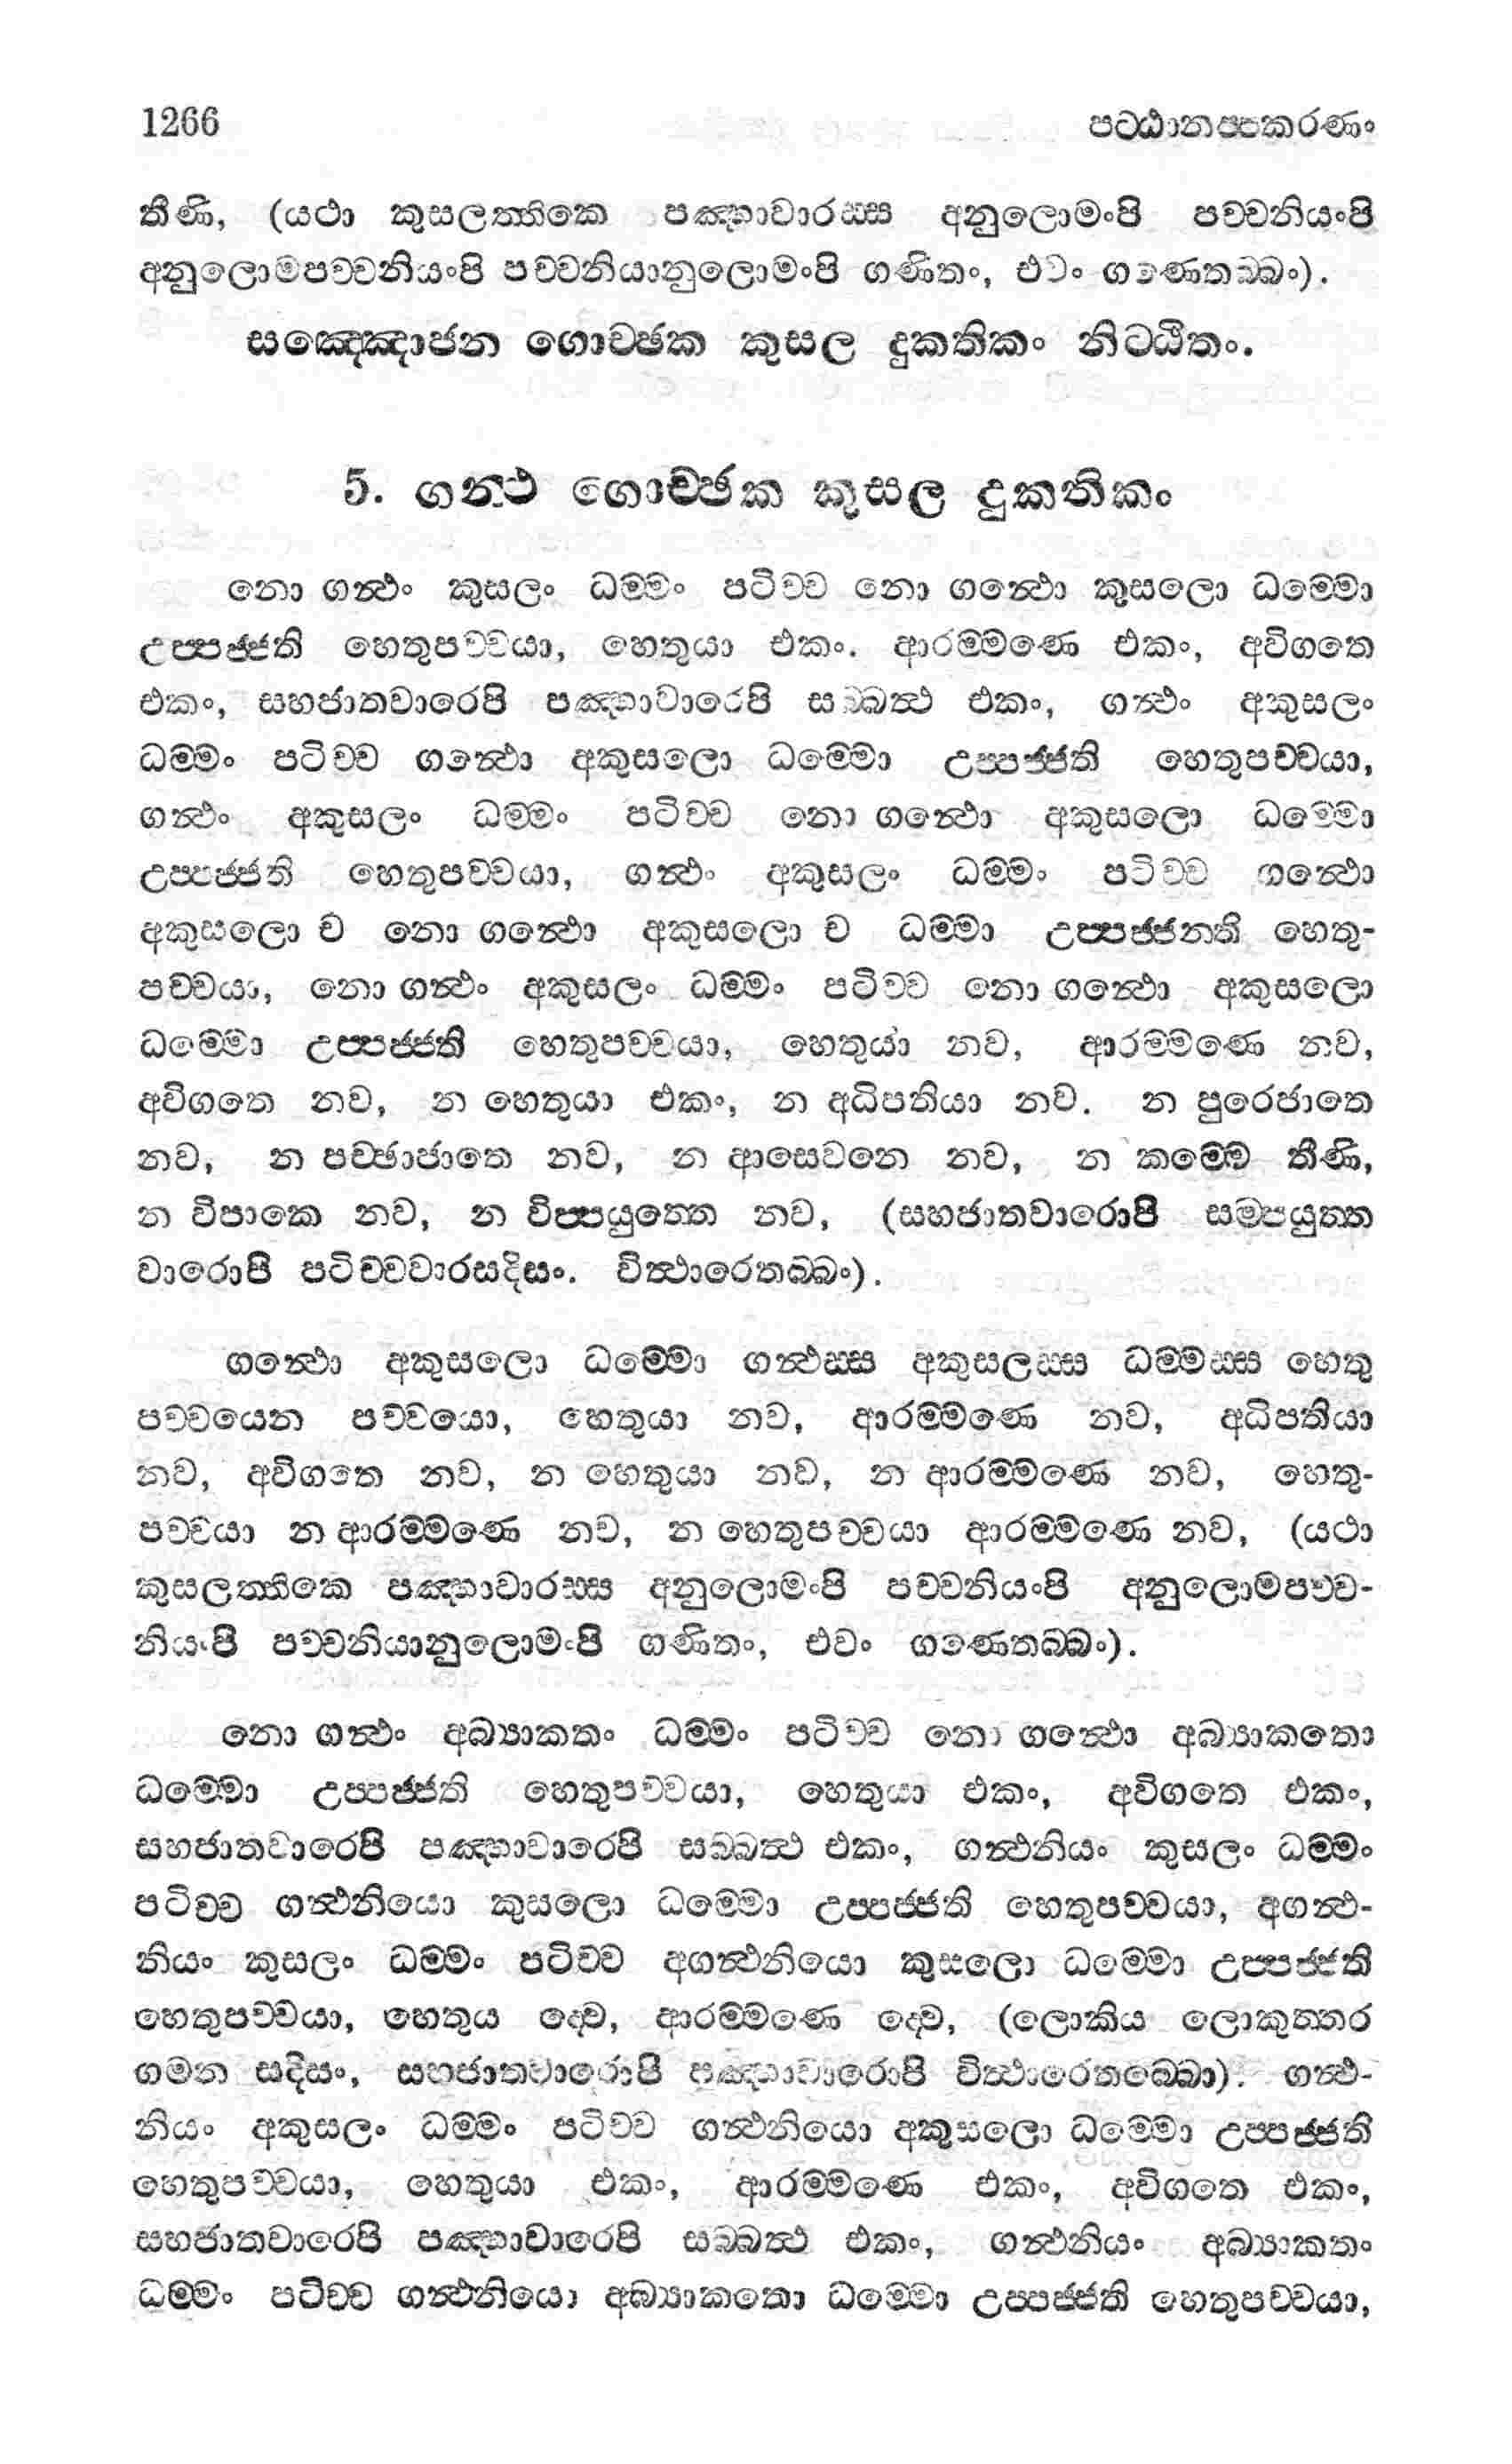 1266 පට්ඨානප්පකරණං
තීණි, (යථා කුසලත්තිකෙ පඤ්හාවාරස්ස අනුලොමංපි පච්චනියංපි
අනුලොමපච්චනියංපි පච්චනියානුලොමංපි ගණිතං, එවං ගණෙතබ්බං).
සඤ්ඤොජන ගොච්ඡක කුසල දුකතිකං නිට්ඨිතං.
5. ගන්ථ ගොච්ඡක කුසල දුකතිකං
නො ගන්ථං කුසලං ධම්මං පටිච්ච නො ගන්ථො කුසලො ධම්මො
උප්පජ්ජති හෙතුපච්චයා, හෙතුයා එකං. ආරම්මණෙ එකං, අවිගතෙ
එකං, සහජාතවාරෙපි පඤ්හාවාරෙපි සබ්බත්ථ එකං, ගන්ථං අකුසලං
ධම්මං පටිච්ච ගන්ථො අකුසලො ධම්මො උප්පජ්ජති හෙතුපච්චයා,
ගන්ථං අකුසලං ධම්මං පටිච්ච නො ගන්ථො අකුසලො ධම්මො
උප්පජ්ජති හෙතුපච්චයා, ගන්ථං අකුසලං ධම්මං පටිච්ච ගන්ථො
අකුසලො ච නො ගන්ථො අකුසලො ච ධම්මා උප්පජ්ජනති හෙතු-
පච්චයා, නො ගන්ථං අකුසලං ධම්මං පටිච්ච නො ගන්ථො අකුසලො
ධම්මො උප්පජ්ජති හෙතුපච්චයා, හෙතුයා නව, ආරම්මණෙ නව,
අවිගතෙ නව, න හෙතුයා එකං, න අධිපතියා නව. න පුරෙජාතෙ
නව, න පච්ඡාජාතෙ නව, න ආසෙවනෙ නව, න කම්මෙ තීණි,
න විපාකෙ නව, න විප්පයුත්තෙ නව, (සහජාතවාරොපි සම්පයුත්ත
වාරොපි පටිච්චවාරසදිසං. විත්ථාරෙතබ්බං).
ගන්ථො අකුසලො ධම්මො ගන්ථස්ස අකුසලස්ස ධම්මස්ස හෙතු
පච්චයෙන පච්චයො, හෙතුයා නව, ආරම්මණෙ නව, අධිපතියා
නව, අවිගතෙ නව, න හෙතුයා නව, න ආරම්මණෙ නව, හෙතු-
පච්චයා න ආරම්මණෙ නව, න හෙතුපච්චයා ආරම්මණෙ නව, (යථා
කුසලත්තිකෙ පඤ්හාවාරස්ස අනුලොමංපි පච්චනියංපි අනුලොමපච්ච-
නියංපි පච්චනියානුලොමංපි ගණිතං, එවං ගණෙතබ්බං).
නො ගන්ථං අබ්‍යාකතං ධම්මං පටිච්ච නො ගන්ථො අබ්‍යාකතො
ධම්මො උප්පජ්ජති හෙතුපච්චයා, හෙතුයා එකං, අවිගතෙ එකං,
සහජාතවාරෙපි පඤ්හාවාරෙපි සබ්බත්ථ එකං, ගන්ථනියං කුසලං ධම්මං
පටිච්ච ගන්ථනියො කුසලො ධම්මො උප්පජ්ජති හෙතුපච්චයා, අගන්ථ-
නියං කුසලං ධම්මං පටිච්ච අගන්ථනියො කුසලො ධම්මො උප්පජ්ජති
හෙතුපච්චයා, හෙතුය ද්වෙ, ආරම්මණෙ ද්වෙ, (ලොකිය ලොකුත්තර
ගමන සදිසං, සහජාතවාරොපි පඤ්හාවාරොපි විත්ථාරෙතබ්බො). ගන්ථ-
නියං අකුසලං ධම්මං පටිච්ච ගන්ථනියො අකුසලො ධම්මො උප්පජ්ජති
හෙතුපච්චයා, හෙතුයා එකං, ආරම්මණෙ එකං, අවිගතෙ එකං,
සහජාතවාරෙපි පඤ්හාවාරෙපි සබ්බත්ථ එකං, ගන්ථනියං අබ්‍යාකතං
ධම්මං පටිච්ච ගන්ථනියො අබ්‍යාකතො ධම්මො උප්පජ්ජති හෙතුපච්චයා,